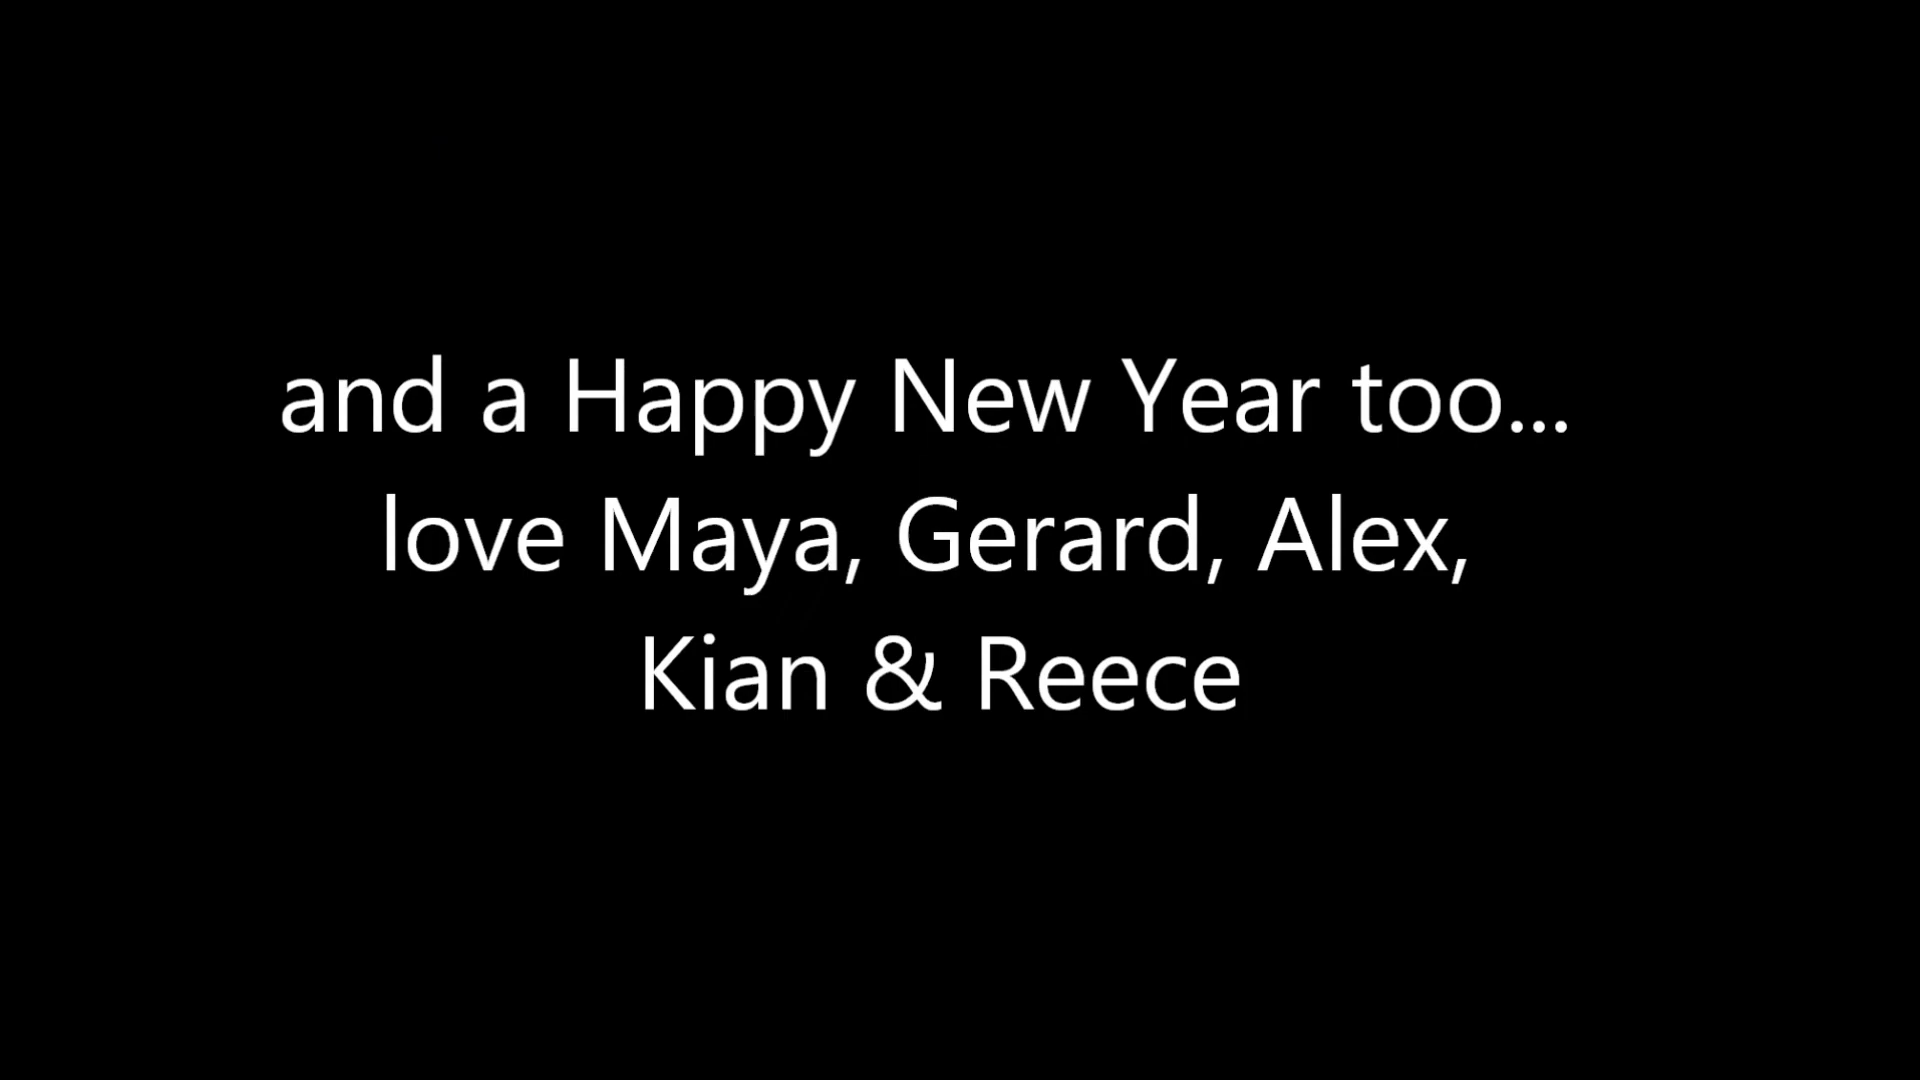 and a Happy New Year too...
love Maya, Gerard, Alex,
Kian & Reece